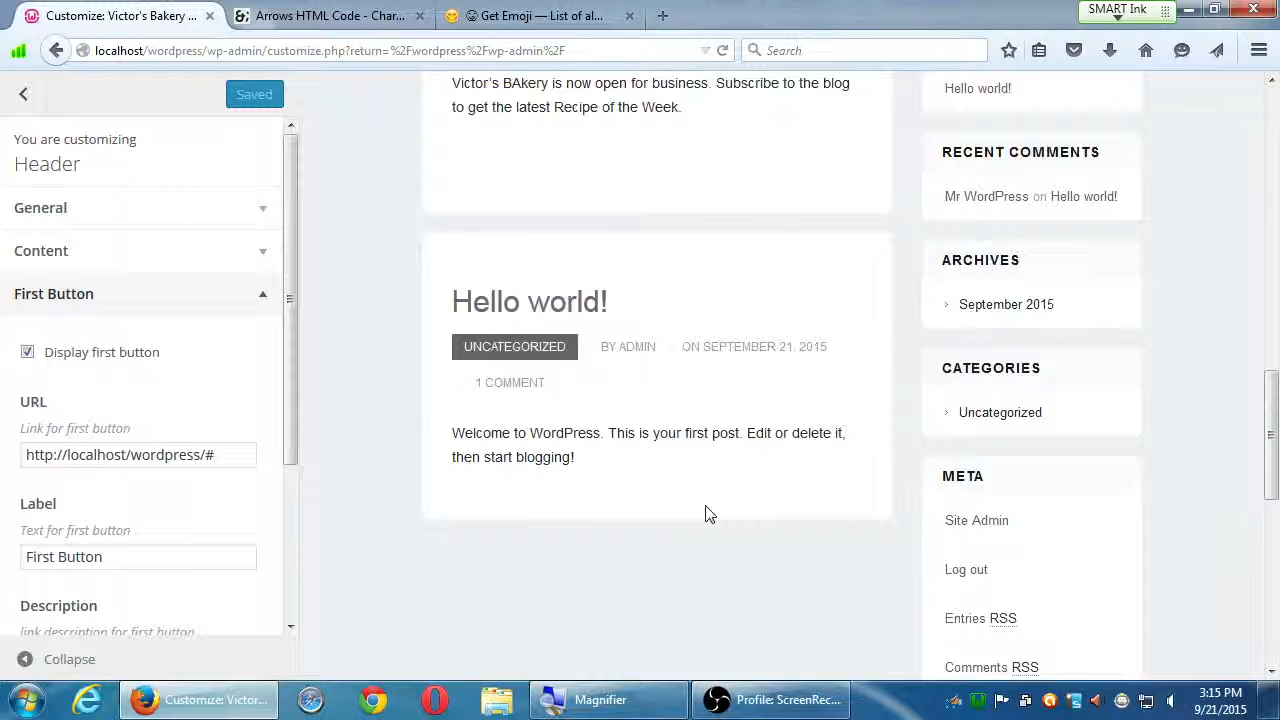 Customize: Victor's Bakery ...
Arrows HTML Code - Char...
Get Emoji — List of al...
SMART Ink
localhost/wordpress/wp-admin/customize.php?return=%2Fwordpress%2Fwp-admin%2F
Search
Saved
You are customizing
Header
General
Content
First Button
Display first button
URL
Link for first button
http://localhost/wordpress/#
Label
Text for first button
First Button
Description
link description for first button
Collapse
Victor's BAkery is now open for business. Subscribe to the blog
to get the latest Recipe of the Week.
Hello world!
UNCATEGORIZED BY ADMIN ON SEPTEMBER 21, 2015
1 COMMENT
Welcome to WordPress. This is your first post. Edit or delete it,
then start blogging!
Hello world!
RECENT COMMENTS
Mr WordPress on Hello world!
ARCHIVES
September 2015
CATEGORIES
Uncategorized
META
Site Admin
Log out
Entries RSS
Comments RSS
Customize: Victor...
Magnifier
Profile: ScreenRec...
3:15 PM
9/21/2015